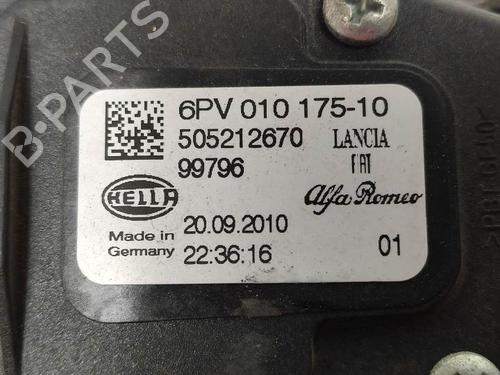 6PV 010 175-10
505212670 LANCIA
99796 FIAT
HELLA Alfa Romeo
Made in Germany 20.09.2010
22:36:16 01
B-PARTS